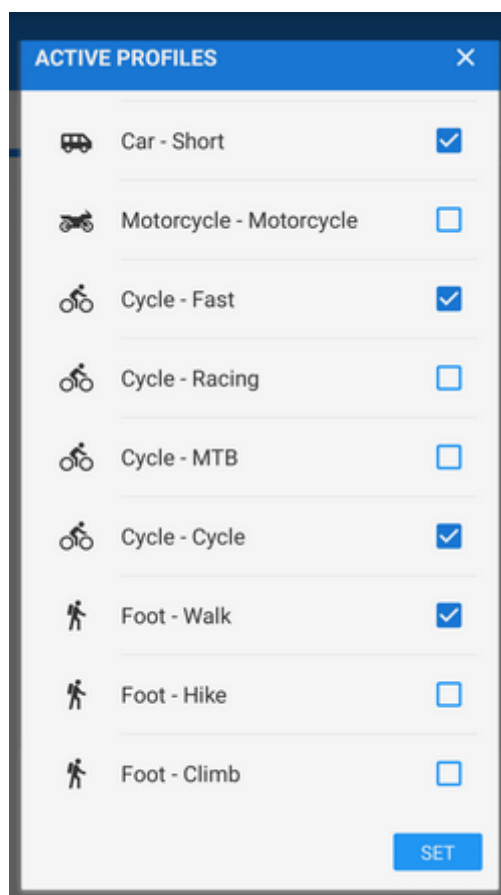 ACTIVE PROFILES
Car - Short
Motorcycle - Motorcycle
Cycle - Fast
Cycle - Racing
Cycle - MTB
Cycle - Cycle
Foot - Walk
Foot - Hike
Foot - Climb
SET